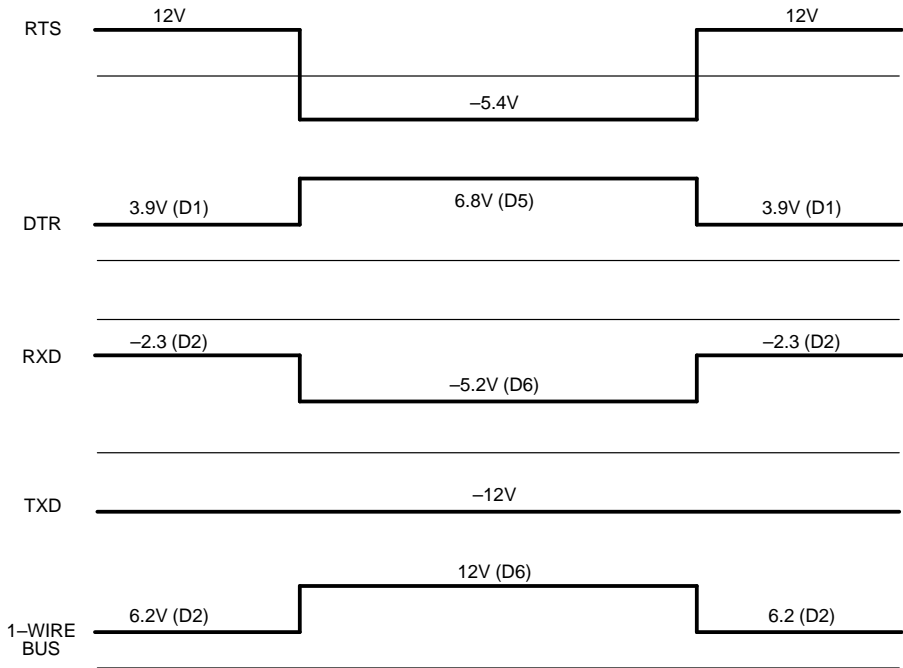 12V 12V
RTS
–5.4V
3.9V (D1) 6.8V (D5) 3.9V (D1)
DTR
–2.3 (D2) –2.3 (D2)
RXD
–5.2V (D6)
–12V
TXD
12V (D6)
6.2V (D2) 6.2 (D2)
1–WIRE
BUS